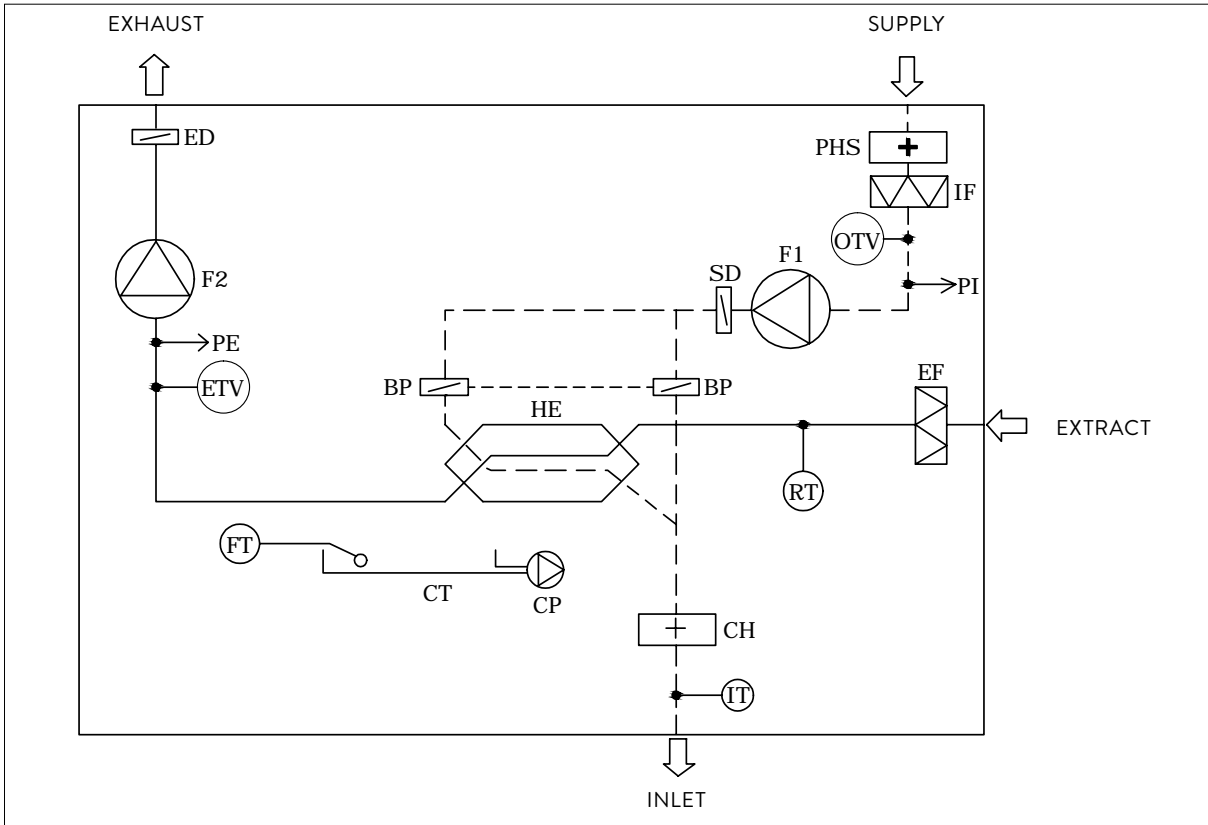 EXHAUST
SUPPLY
ED
PHS
IF
OTV
F1
SD
PI
F2
PE
ETV
BP
BP
EF
HE
EXTRACT
RT
FT
CT
CP
CH
IT
INLET